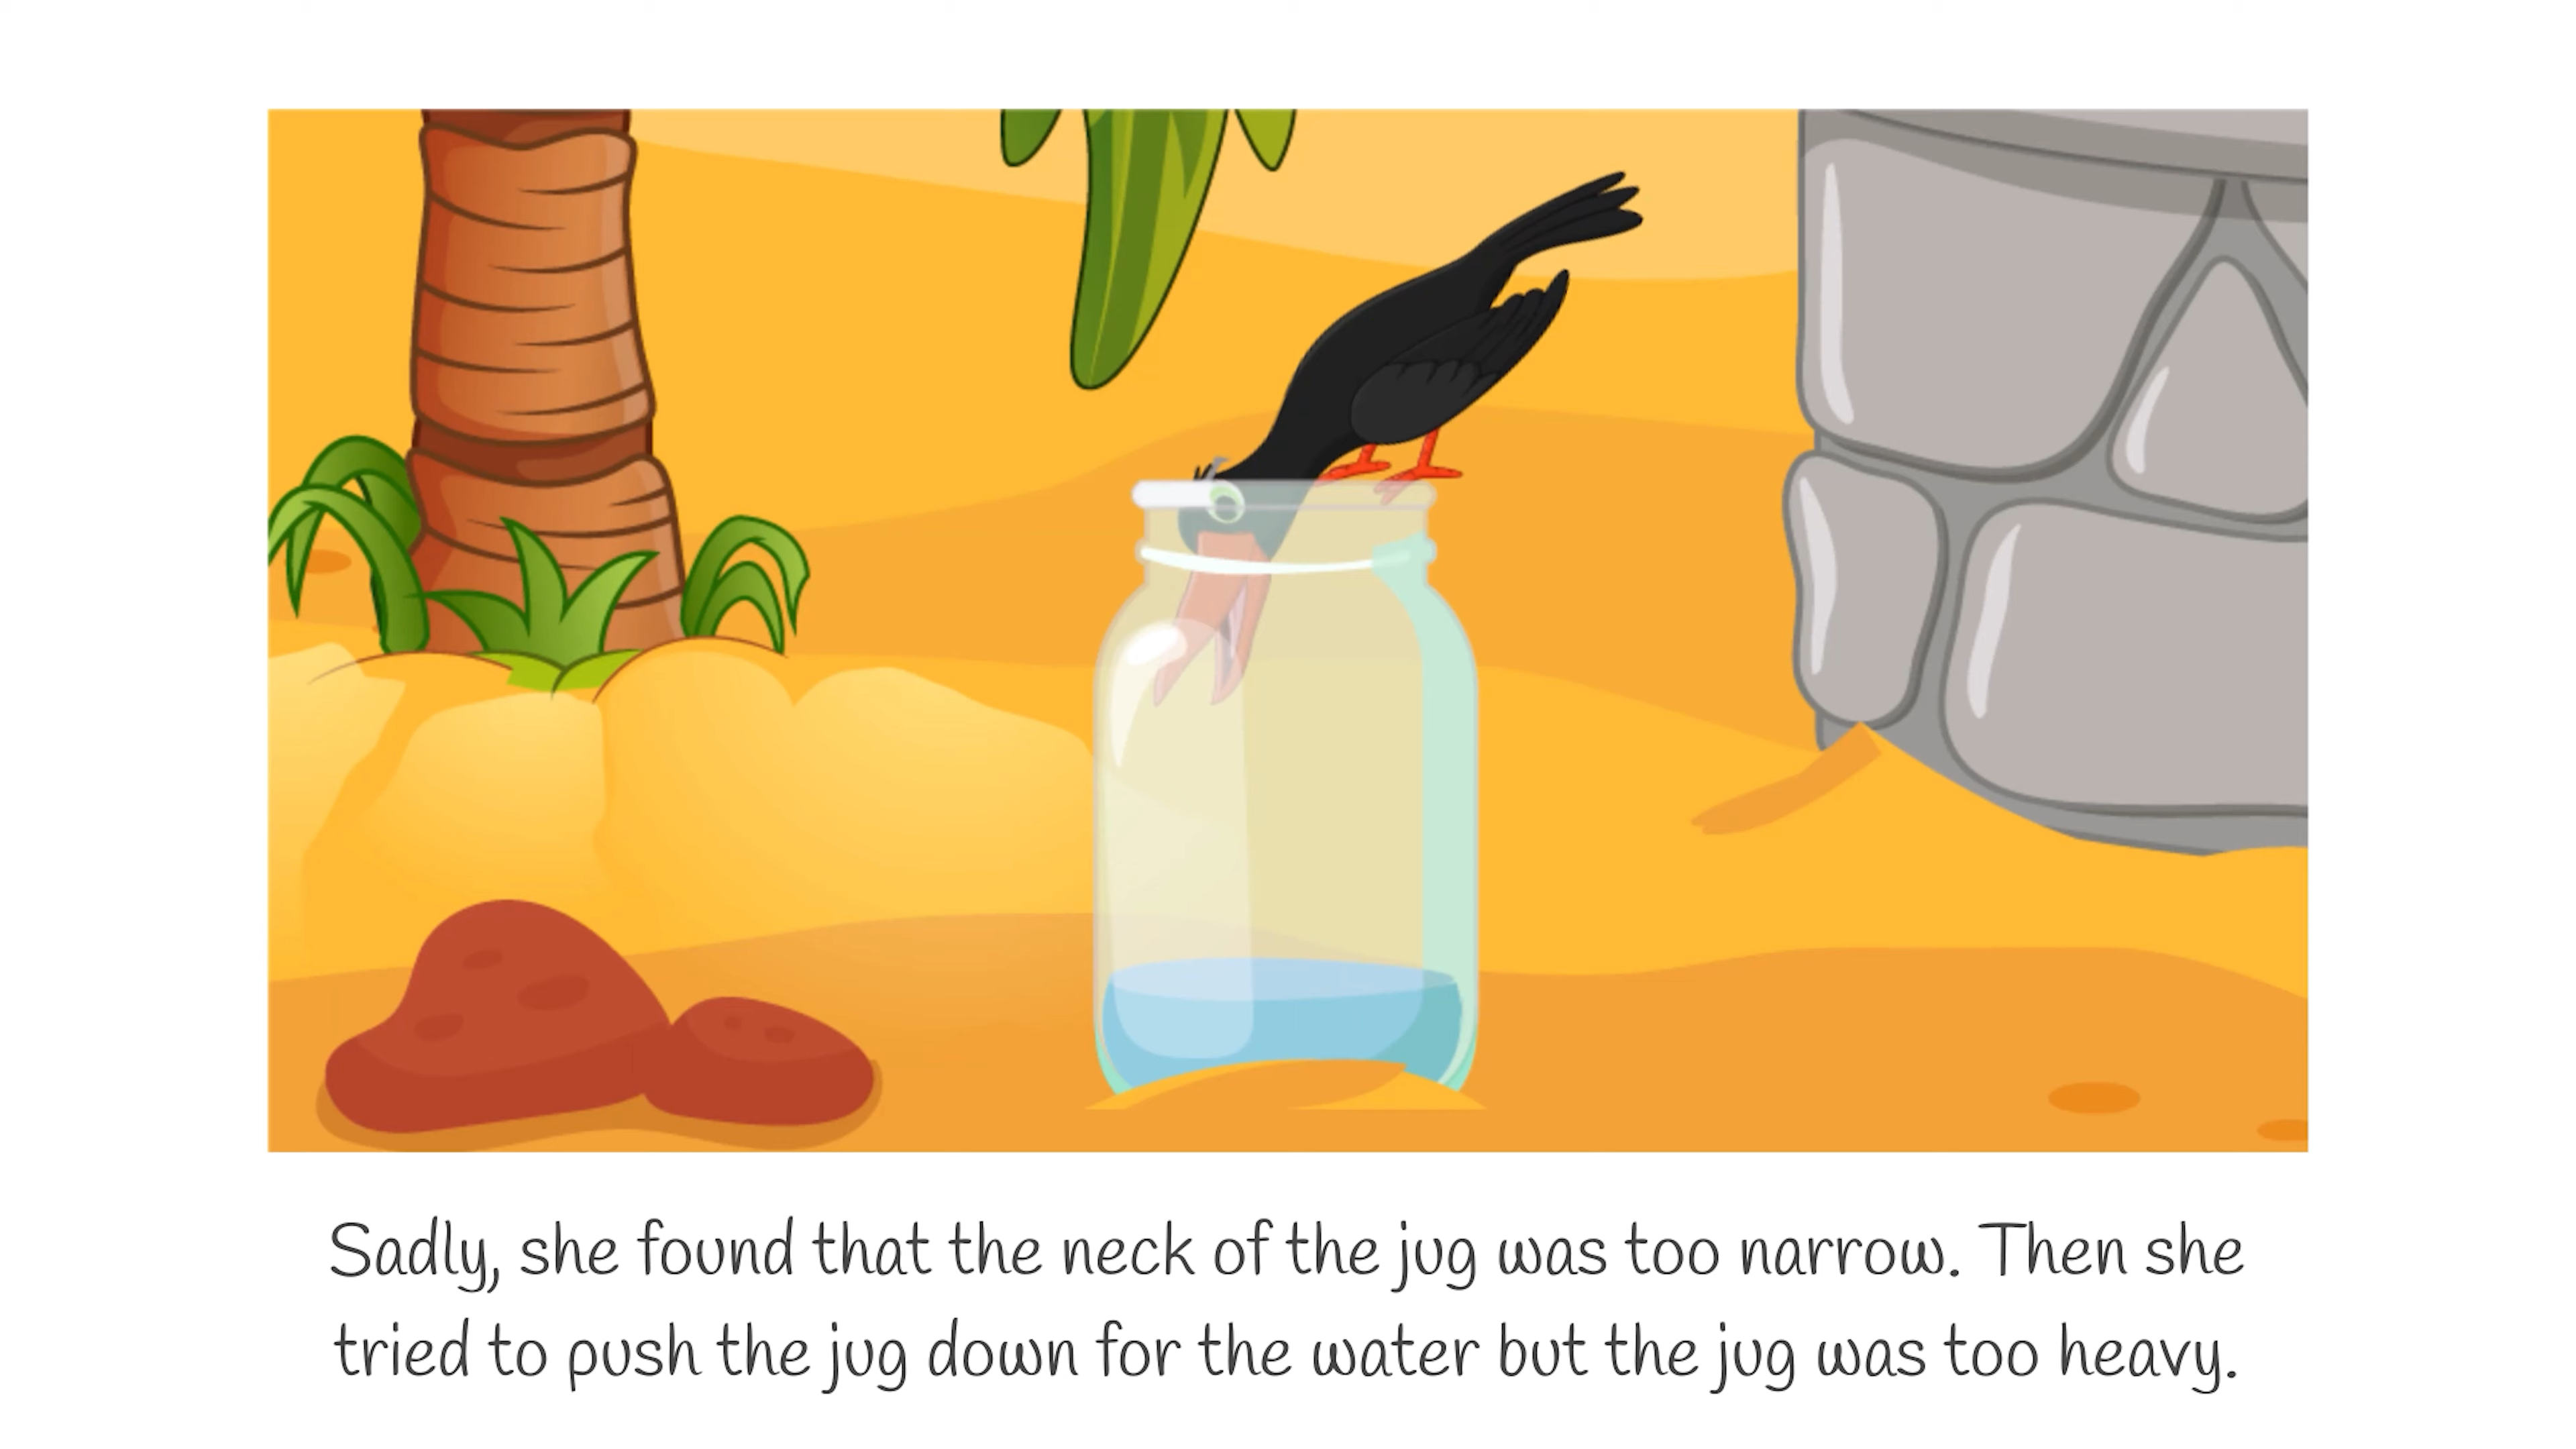 Sadly, she found that the neck of the jug was too narrow. Then she
tried to push the jug down for the water but the jug was too heavy.